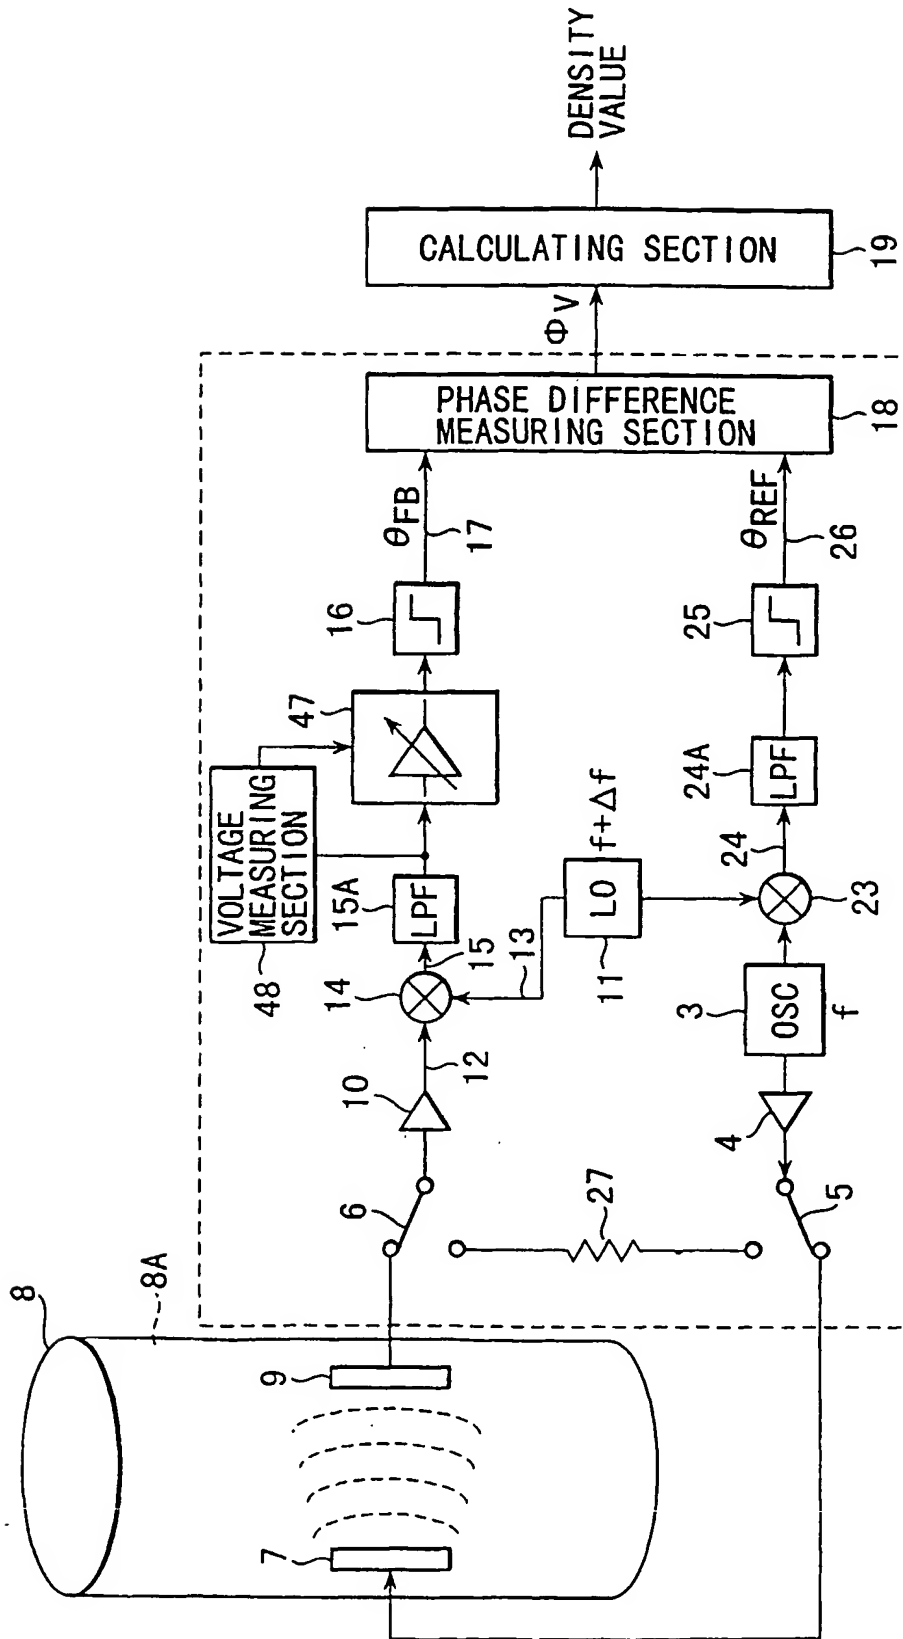 8
8A
9
7
6
10
12
14
15
15A
LPF
48
VOLTAGE
MEASURING
SECTION
47
16
θFB
17
13
LO
f+Δf
11
27
5
4
3
OSC
f
23
24
24A
LPF
25
θREF
26
PHASE DIFFERENCE
MEASURING SECTION
18
ΦV
CALCULATING SECTION
19
DENSITY
VALUE